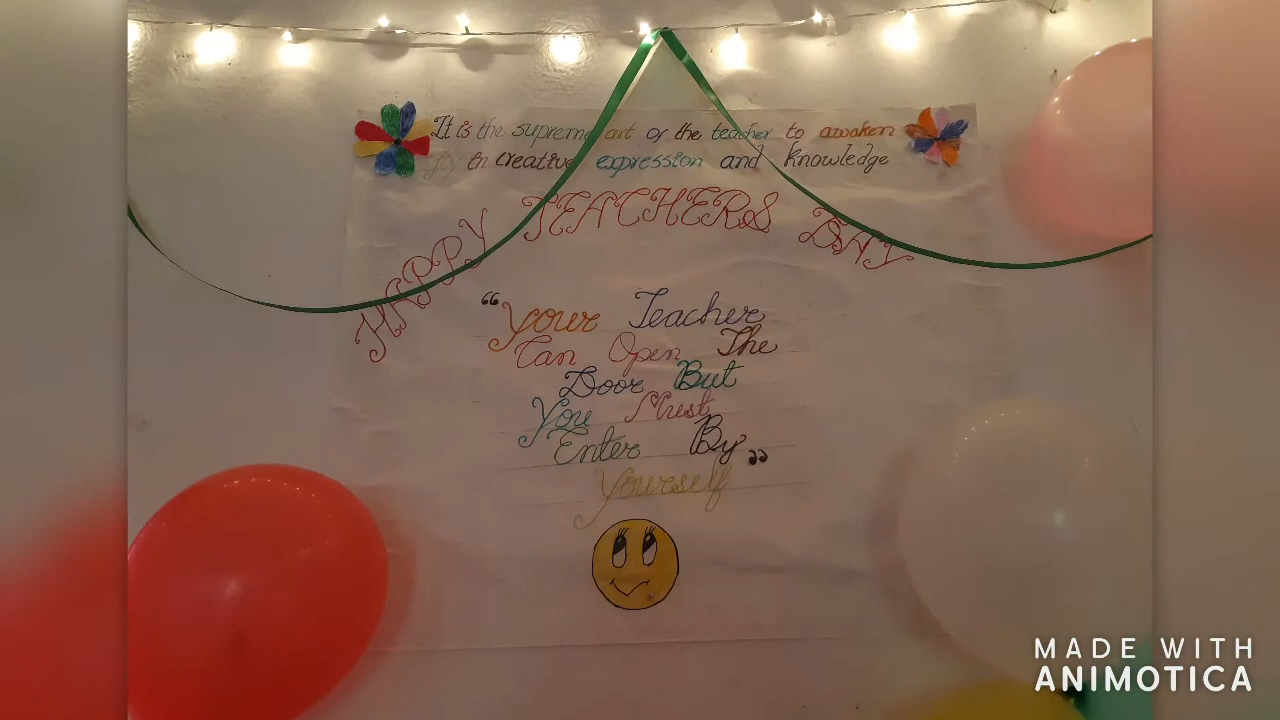 It is the supreme art of the teacher to awaken
joy in creative expression and knowledge
HAPPY TEACHERS DAY
“Your Teacher
Can Open The
Door But
You Must
Enter By
Yourself”
MADE WITH
ANIMOTICA